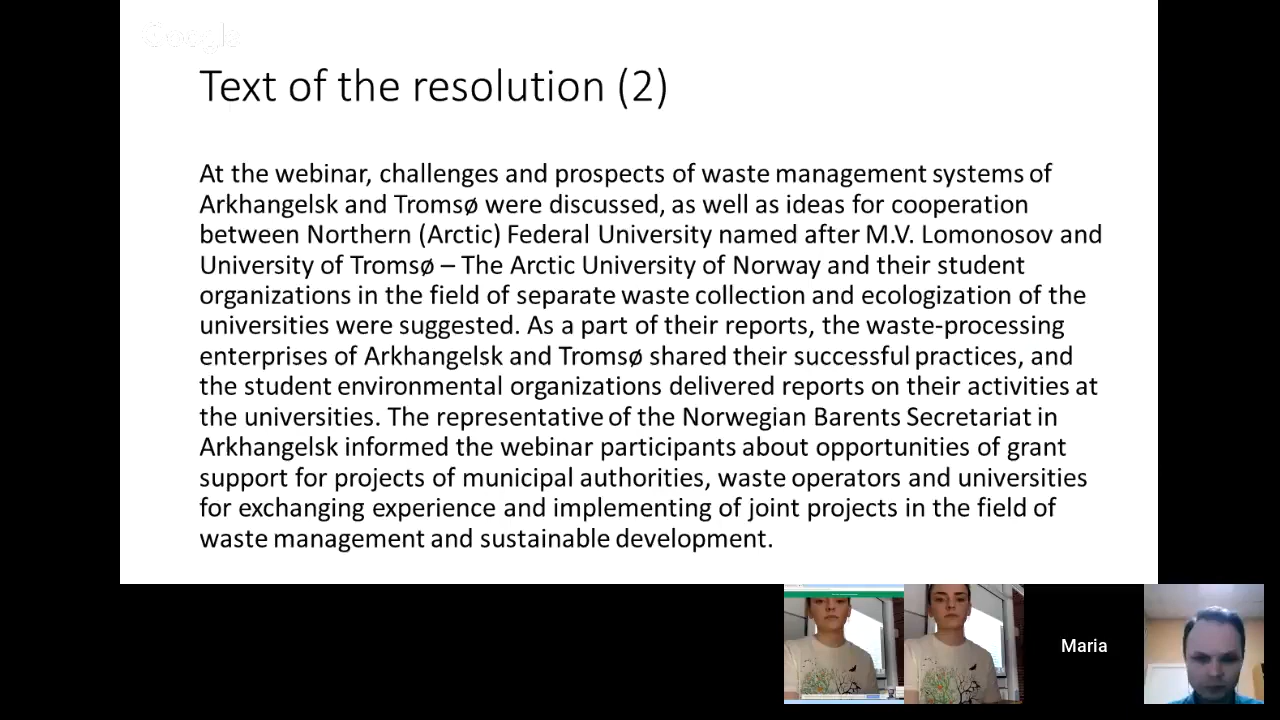 Google
Text of the resolution (2)
At the webinar, challenges and prospects of waste management systems of
Arkhangelsk and Tromsø were discussed, as well as ideas for cooperation
between Northern (Arctic) Federal University named after M.V. Lomonosov and
University of Tromsø – The Arctic University of Norway and their student
organizations in the field of separate waste collection and ecologization of the
universities were suggested. As a part of their reports, the waste-processing
enterprises of Arkhangelsk and Tromsø shared their successful practices, and
the student environmental organizations delivered reports on their activities at
the universities. The representative of the Norwegian Barents Secretariat in
Arkhangelsk informed the webinar participants about opportunities of grant
support for projects of municipal authorities, waste operators and universities
for exchanging experience and implementing of joint projects in the field of
waste management and sustainable development.
Maria